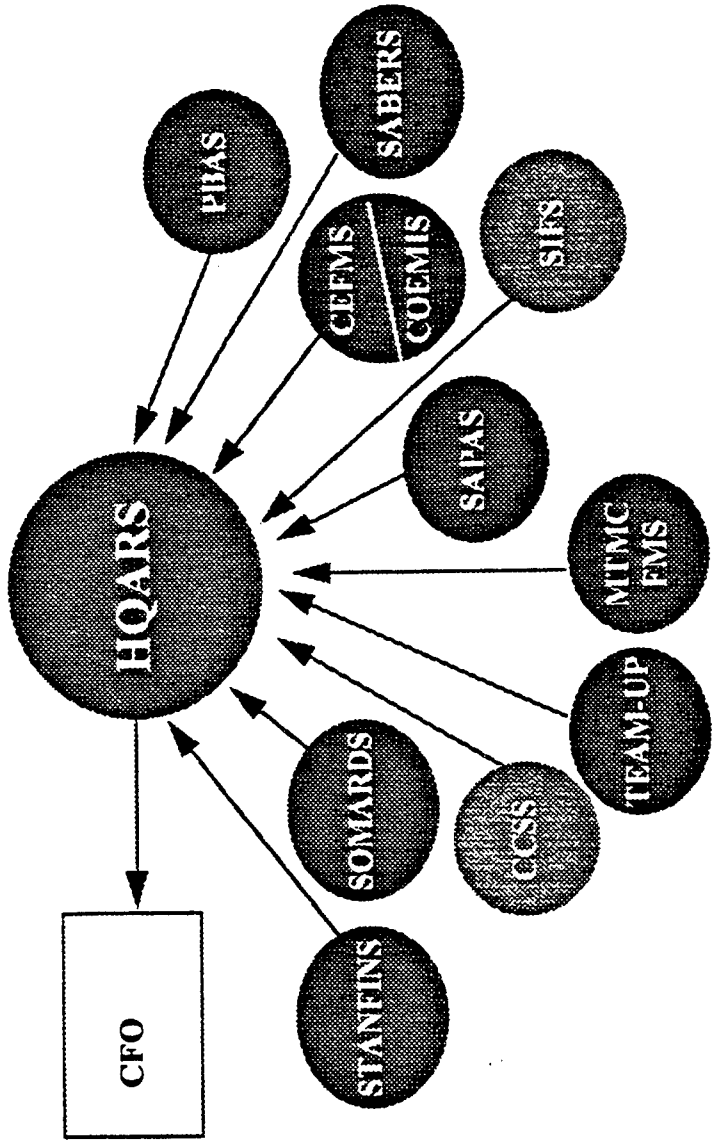 CFO
HQARS
PBAS
STANFINS
SOMARDS
CEFMS
COEMIS
SABERS
SAPAS
CCSS
SIFS
TEAM-UP
MTMC
FMS